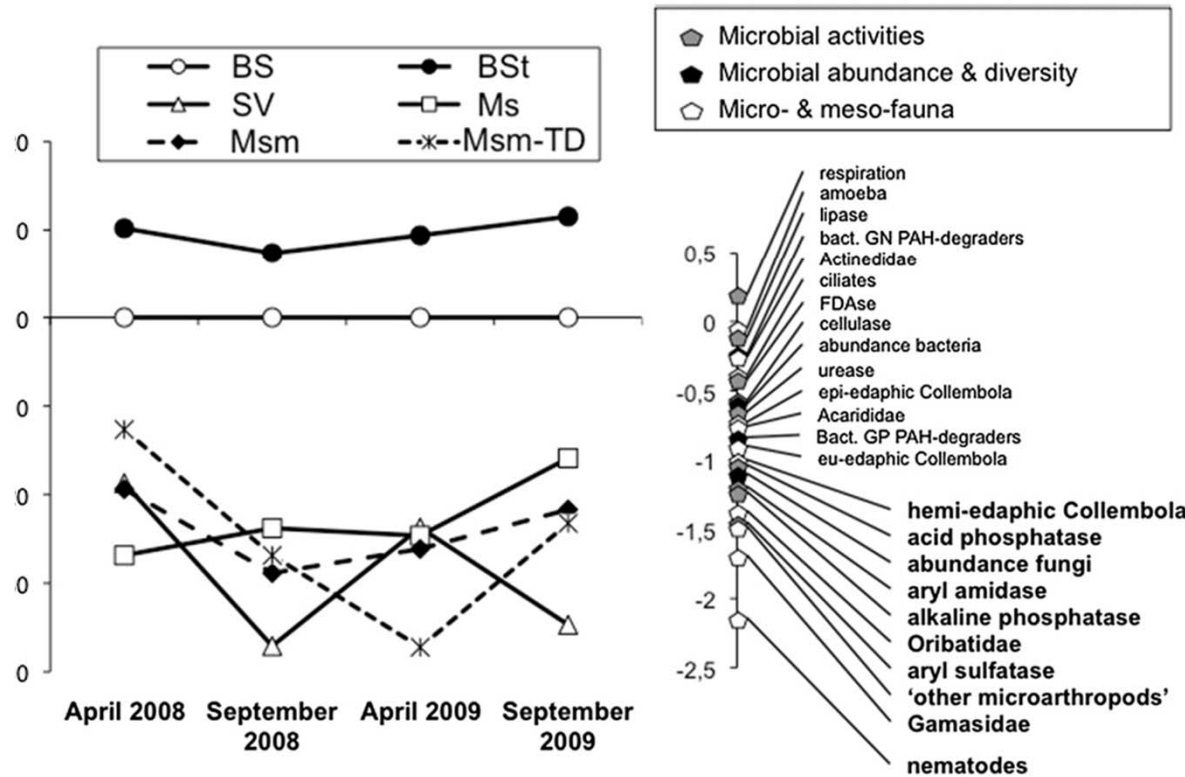 BS
BSt
SV
Ms
Msm
Msm-TD
0
0
0
0
0
0
0
April 2008
September
2008
April 2009
September
2009
Microbial activities
Microbial abundance & diversity
Micro- & meso-fauna
0,5
0
-0,5
-1
-1,5
-2
-2,5
respiration
amoeba
lipase
bact. GN PAH-degraders
Actinedidae
ciliates
FDAse
cellulase
abundance bacteria
urease
epi-edaphic Collembola
Acarididae
Bact. GP PAH-degraders
eu-edaphic Collembola
hemi-edaphic Collembola
acid phosphatase
abundance fungi
aryl amidase
alkaline phosphatase
Oribatidae
aryl sulfatase
‘other microarthropods’
Gamasidae
nematodes